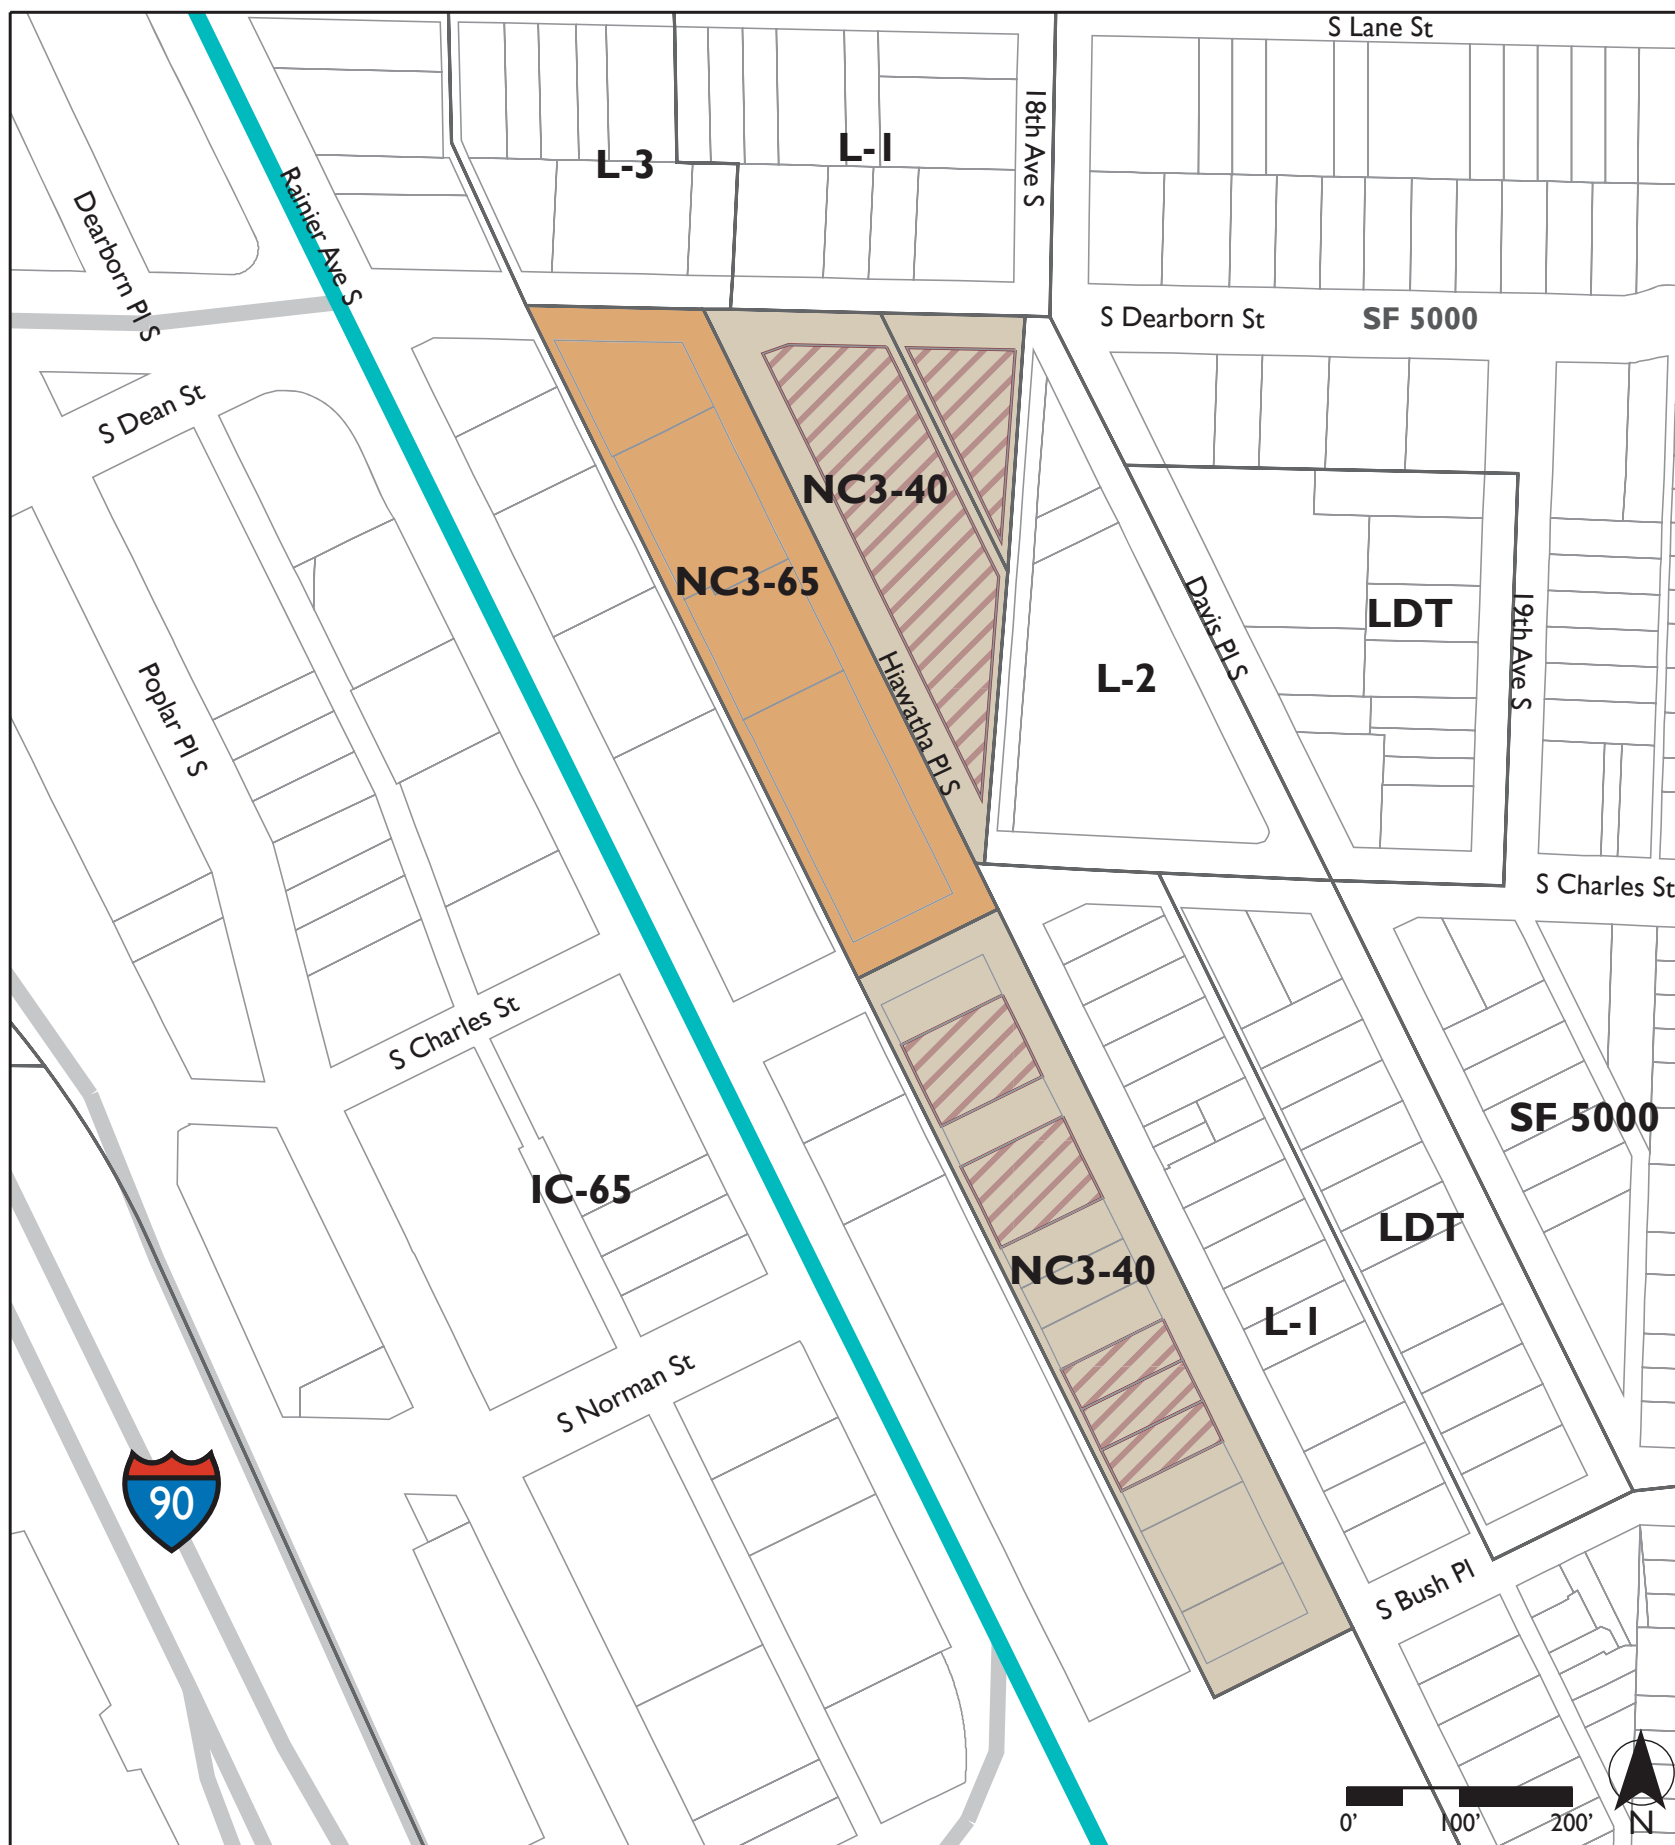 S Lane St
18th Ave S
L-1
L-3
Rainier Ave S
Dearborn Pl S
S Dearborn St
SF 5000
S Dean St
NC3-40
NC3-65
Davis Pl S
LDT
19th Ave S
L-2
Hiawatha Pl S
Poplar Pl S
S Charles St
S Charles St
SF 5000
IC-65
LDT
NC3-40
L-1
S Norman St
90
S Bush Pl
0' 100' 200'
N